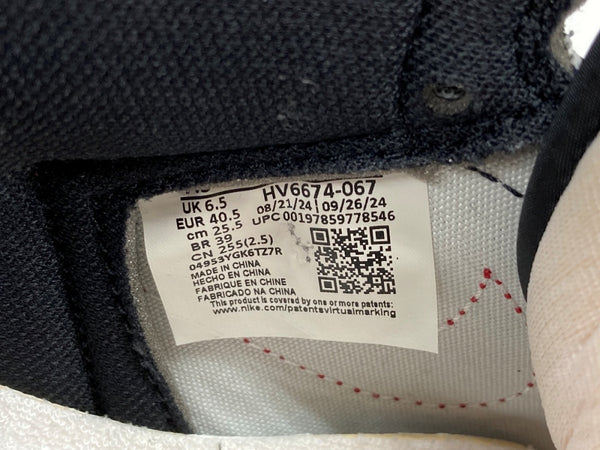 HV6674-067
UK 6.5
08/21/24 | 09/26/24
EUR 40.5
UPC 00197859778546
cm 25.5
BR 39
CN 255(2.5)
04953YGK6TZ7R
MADE IN CHINA
HECHO EN CHINA
FABRIQUE EN CHINE
FABRICADO NA CHINA
This product is covered by one or more patents:
www.nike.com/patentsvirtualmarking